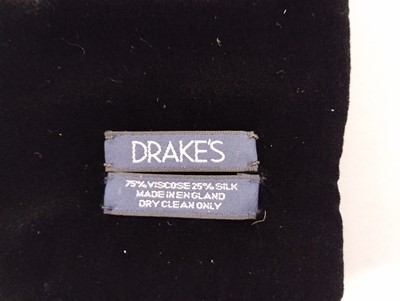 DRAKE'S
75% VISCOSE 25% SILK
MADE IN ENGLAND
DRY CLEAN ONLY